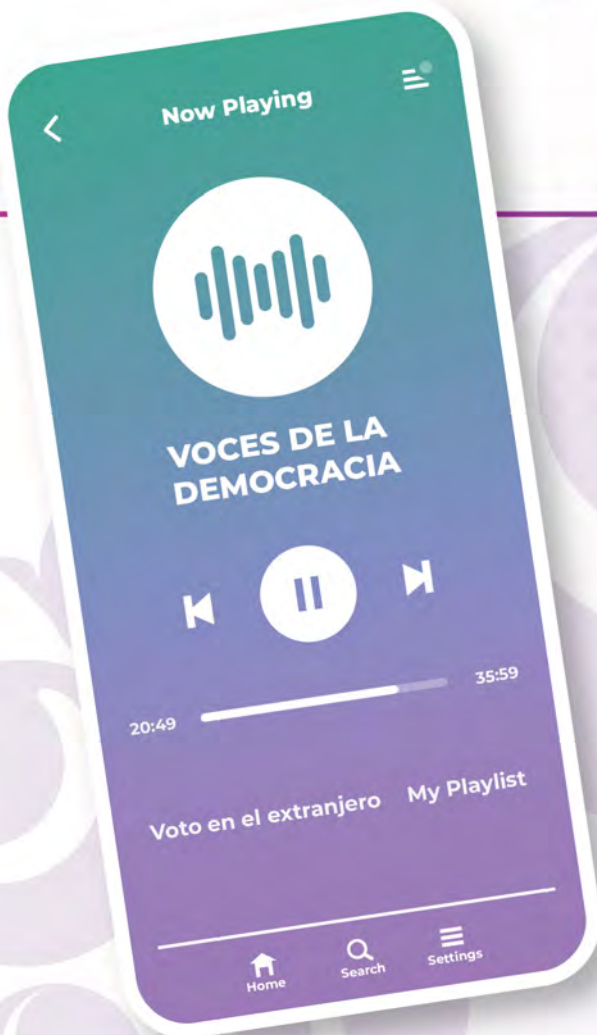 Now Playing
VOCES DE LA
DEMOCRACIA
20:49
35:59
Voto en el extranjero
My Playlist
Home
Search
Settings